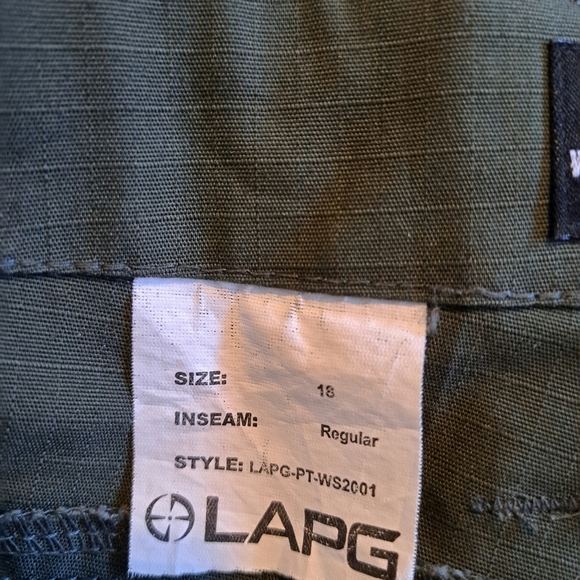 SIZE: 18
INSEAM: Regular
STYLE: LAPG-PT-WS2001
LAPG